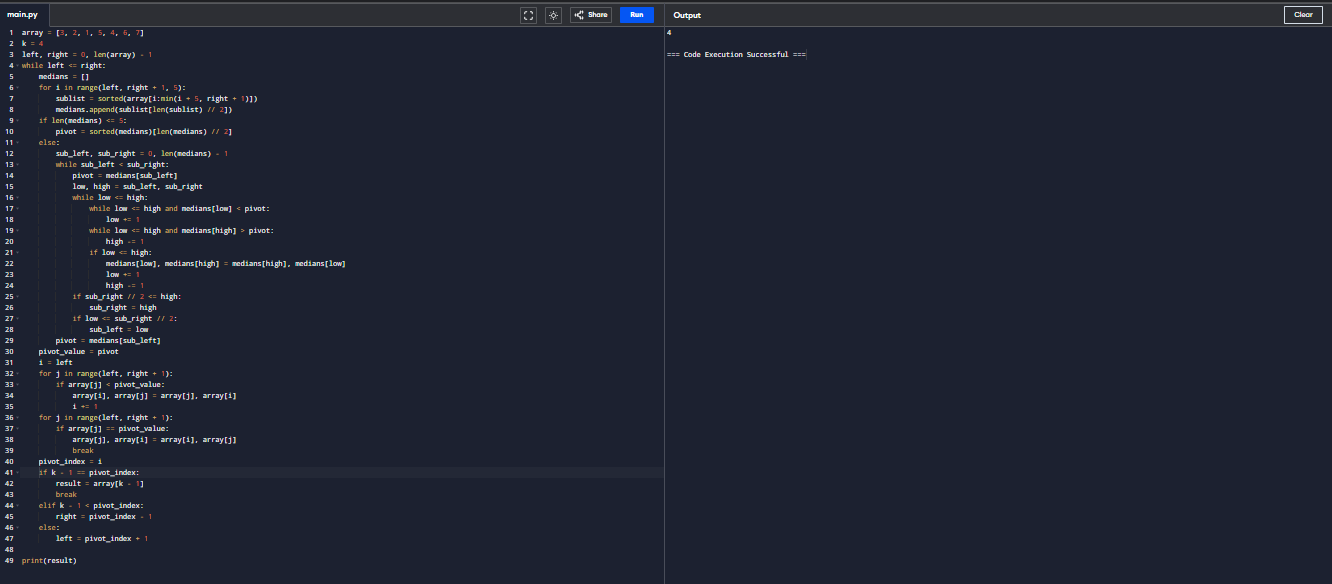 main.py
Share
Run
Output
Clear
1 array = [3, 2, 1, 5, 4, 6, 7]
2 k = 4
3 left, right = 0, len(array) - 1
4 while left <= right:
5     medians = []
6     for i in range(left, right + 1, 5):
7         sublist = sorted(array[i:min(i + 5, right + 1)])
8         medians.append(sublist[len(sublist) // 2])
9     if len(medians) <= 5:
10         pivot = sorted(medians)[len(medians) // 2]
11     else:
12         sub_left, sub_right = 0, len(medians) - 1
13         while sub_left < sub_right:
14             pivot = medians[sub_left]
15             low, high = sub_left, sub_right
16             while low <= high:
17                 while low <= high and medians[low] < pivot:
18                     low += 1
19                 while low <= high and medians[high] > pivot:
20                     high -= 1
21                 if low <= high:
22                     medians[low], medians[high] = medians[high], medians[low]
23                     low += 1
24                     high -= 1
25             if sub_right // 2 <= high:
26                 sub_right = high
27             if low <= sub_right // 2:
28                 sub_left = low
29         pivot = medians[sub_left]
30     pivot_value = pivot
31     i = left
32     for j in range(left, right + 1):
33         if array[j] < pivot_value:
34             array[i], array[j] = array[j], array[i]
35             i += 1
36     for j in range(left, right + 1):
37         if array[j] == pivot_value:
38             array[j], array[i] = array[i], array[j]
39             break
40     pivot_index = i
41     if k - 1 == pivot_index:
42         result = array[k - 1]
43         break
44     elif k - 1 < pivot_index:
45         right = pivot_index - 1
46     else:
47         left = pivot_index + 1
48
49 print(result)
4
=== Code Execution Successful ===